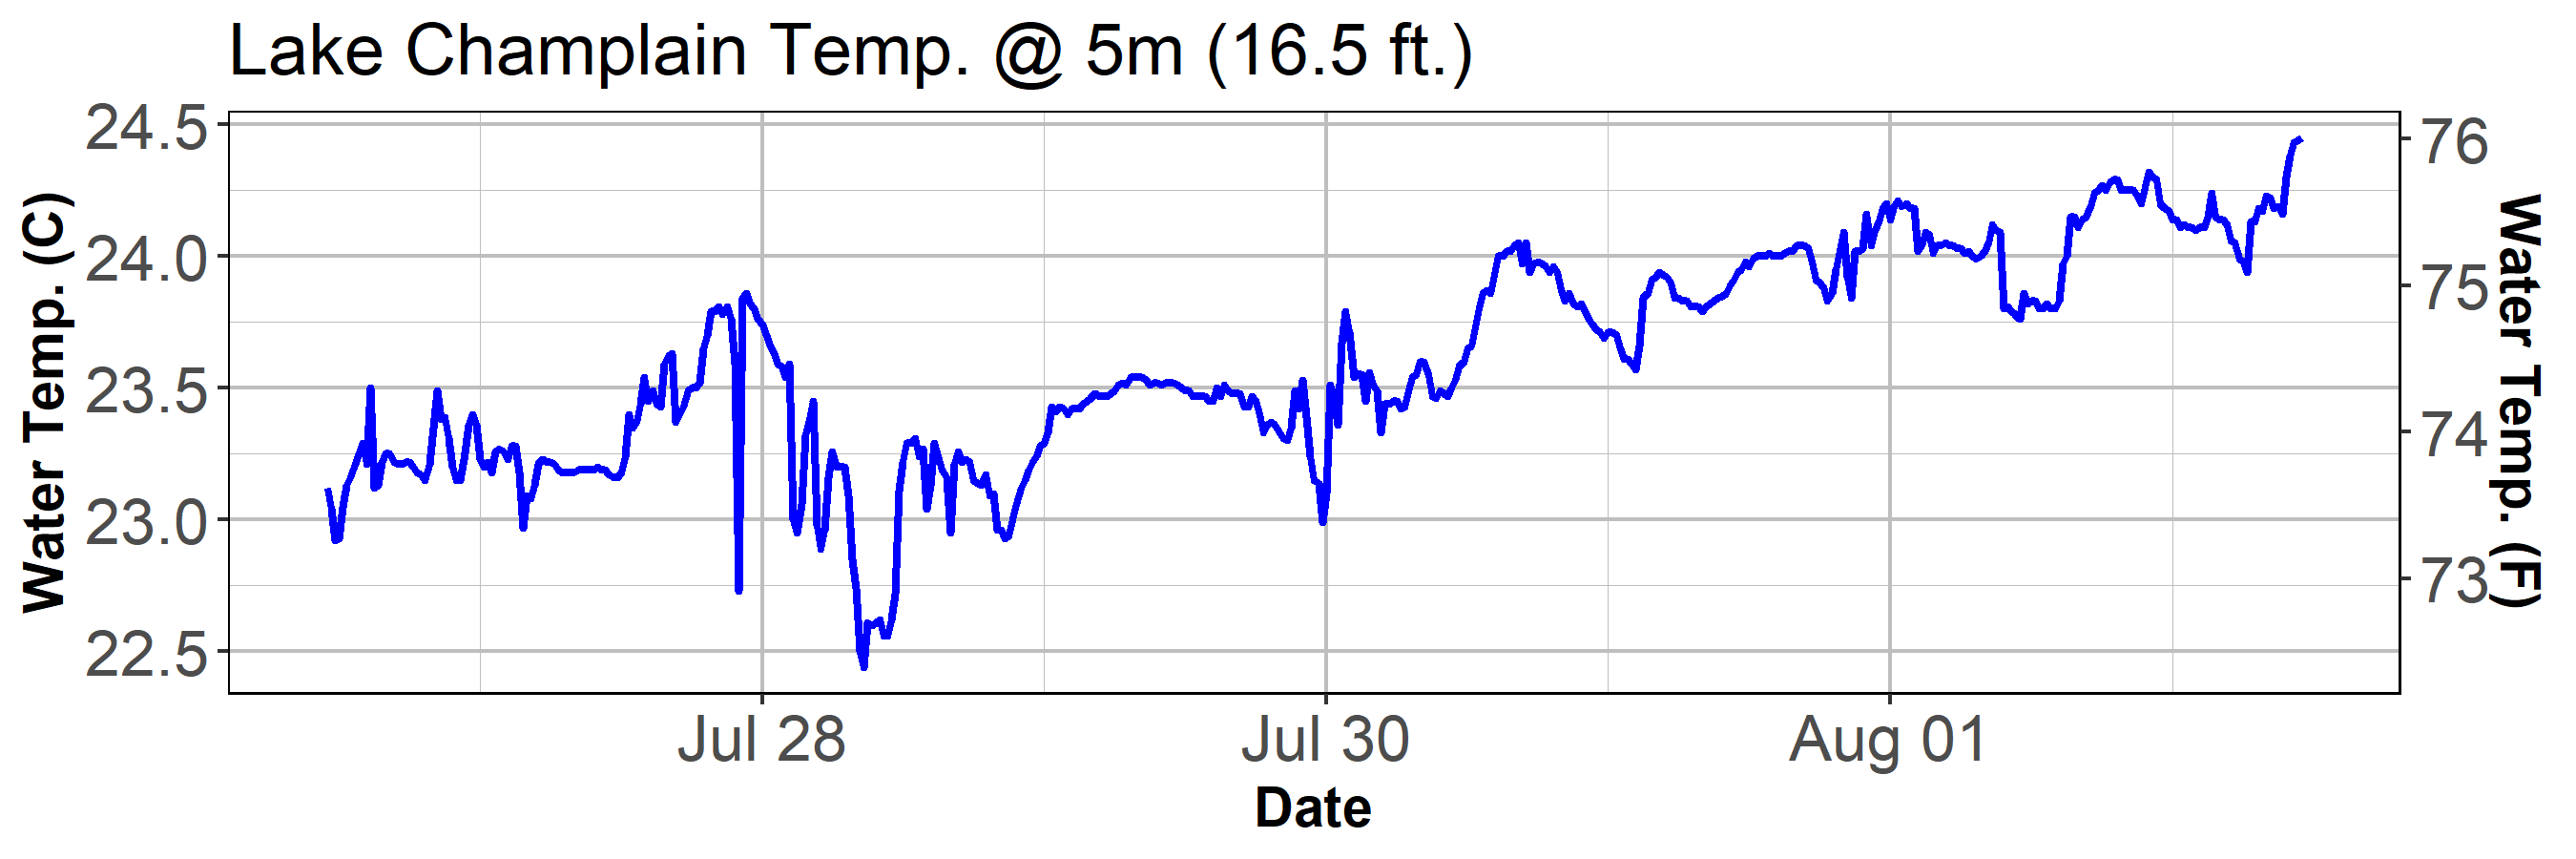 Lake Champlain Temp. @ 5m (16.5 ft.)
Water Temp. (C)
24.5
24.0
23.5
23.0
22.5
76
75
74
73
Water Temp. (F)
Jul 28
Jul 30
Aug 01
Date